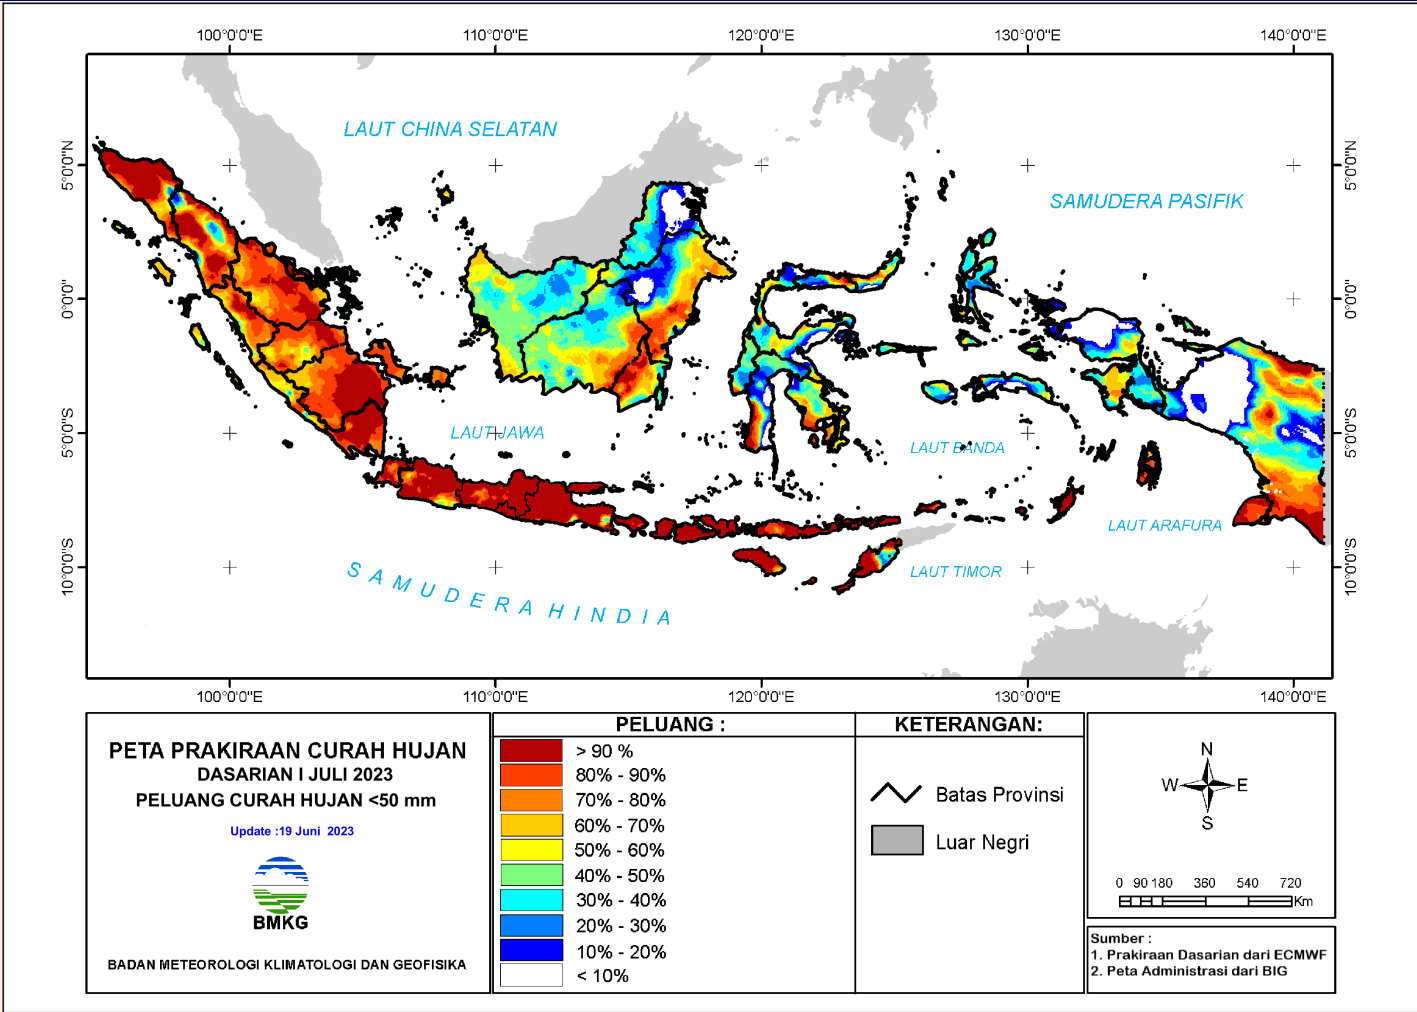 100°0'0"E 110°0'0"E 120°0'0"E 130°0'0"E 140°0'0"E
LAUT CHINA SELATAN
5°0'0"N 5°0'0"N
SAMUDERA PASIFIK
0°0'0" 0°0'0"
LAUT JAWA
5°0'0"S 5°0'0"S
LAUT BANDA
LAUT ARAFURA
10°0'0"S 10°0'0"S
LAUT TIMOR
SAMUDERA HINDIA
100°0'0"E 110°0'0"E 120°0'0"E 130°0'0"E 140°0'0"E
PETA PRAKIRAAN CURAH HUJAN
DASARIAN I JULI 2023
PELUANG CURAH HUJAN <50 mm
Update :19 Juni 2023
BMKG
BADAN METEOROLOGI KLIMATOLOGI DAN GEOFISIKA
PELUANG :
> 90 %
80% - 90%
70% - 80%
60% - 70%
50% - 60%
40% - 50%
30% - 40%
20% - 30%
10% - 20%
< 10%
KETERANGAN:
Batas Provinsi
Luar Negri
N
W E
S
0 90 180 360 540 720
Km
Sumber :
1. Prakiraan Dasarian dari ECMWF
2. Peta Administrasi dari BIG